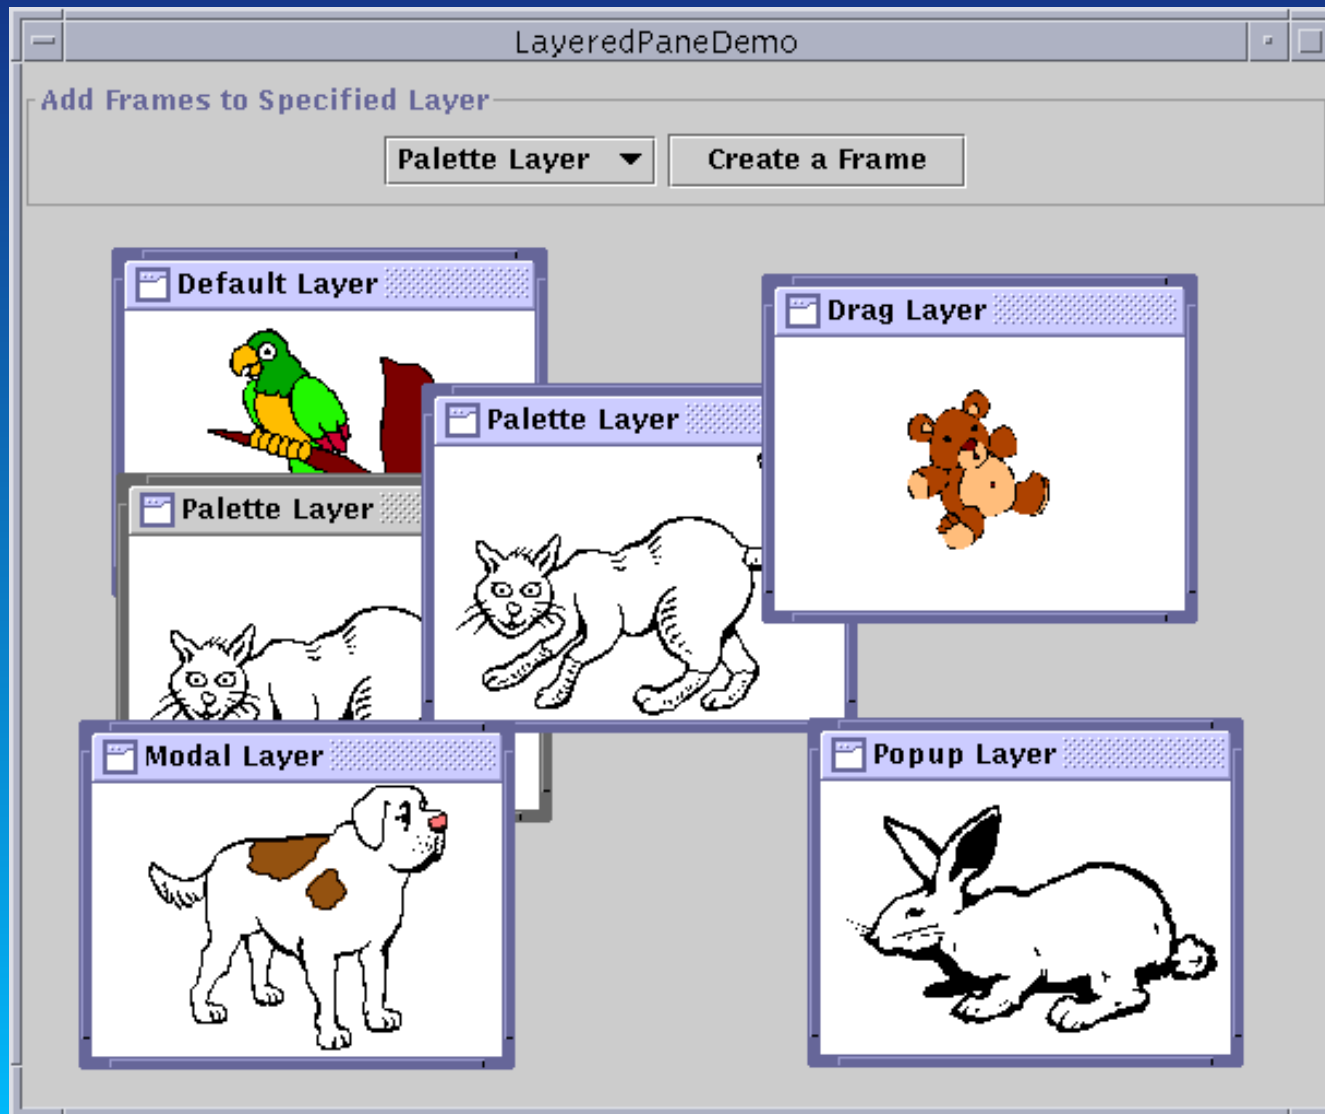 LayeredPaneDemo
Add Frames to Specified Layer
Palette Layer
Create a Frame
Default Layer
Drag Layer
Palette Layer
Palette Layer
Modal Layer
Popup Layer